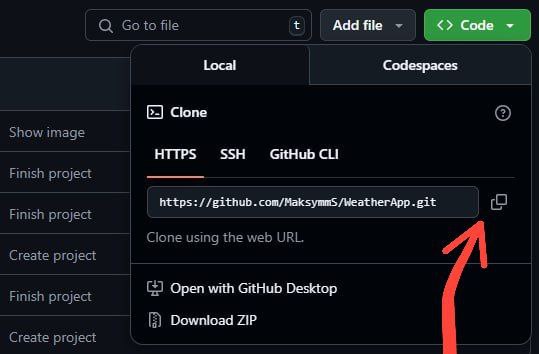 Go to file
t
Add file
Code
Local
Codespaces
Clone
HTTPS
SSH
GitHub CLI
https://github.com/MaksymmS/WeatherApp.git
Clone using the web URL.
Open with GitHub Desktop
Download ZIP
Show image
Finish project
Finish project
Create project
Finish project
Create project